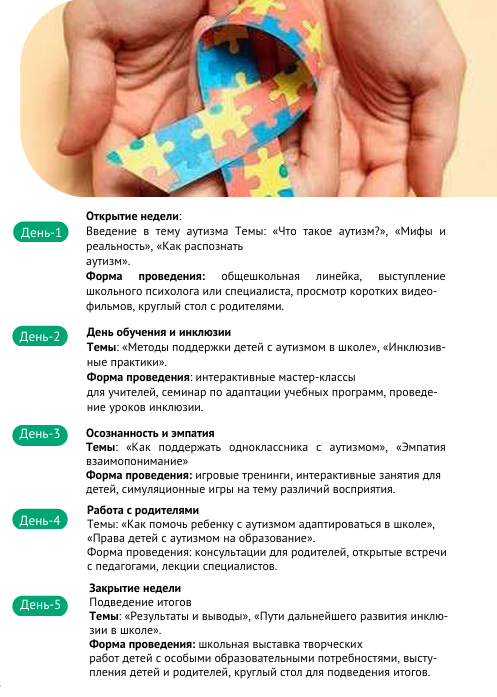 Открытие недели:
День-1
Введение в тему аутизма Темы: «Что такое аутизм?», «Мифы и
реальность», «Как распознать
аутизм».
Форма проведения: общешкольная линейка, выступление
школьного психолога или специалиста, просмотр коротких видео-
фильмов, круглый стол с родителями.
День-2
День обучения и инклюзии
Темы: «Методы поддержки детей с аутизмом в школе», «Инклюзив-
ные практики».
Форма проведения: интерактивные мастер-классы
для учителей, семинар по адаптации учебных программ, проведе-
ние уроков инклюзии.
День-3
Осознанность и эмпатия
Темы: «Как поддержать одноклассника с аутизмом», «Эмпатия
взаимопонимание»
Форма проведения: игровые тренинги, интерактивные занятия для
детей, симуляционные игры на тему различий восприятия.
День-4
Работа с родителями
Темы: «Как помочь ребенку с аутизмом адаптироваться в школе»,
«Права детей с аутизмом на образование».
Форма проведения: консультации для родителей, открытые встречи
с педагогами, лекции специалистов.
День-5
Закрытие недели
Подведение итогов
Темы: «Результаты и выводы», «Пути дальнейшего развития инклю-
зии в школе».
Форма проведения: школьная выставка творческих
работ детей с особыми образовательными потребностями, высту-
пления детей и родителей, круглый стол для подведения итогов.